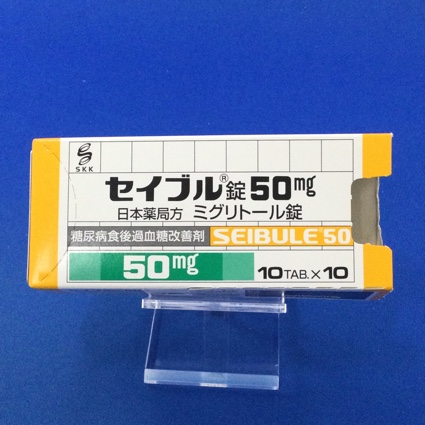 SKK
セイブル®錠50mg
日本薬局方 ミグリトール錠
糖尿病食後過血糖改善剤 SEIBULE® 50
50mg 10TAB.×10